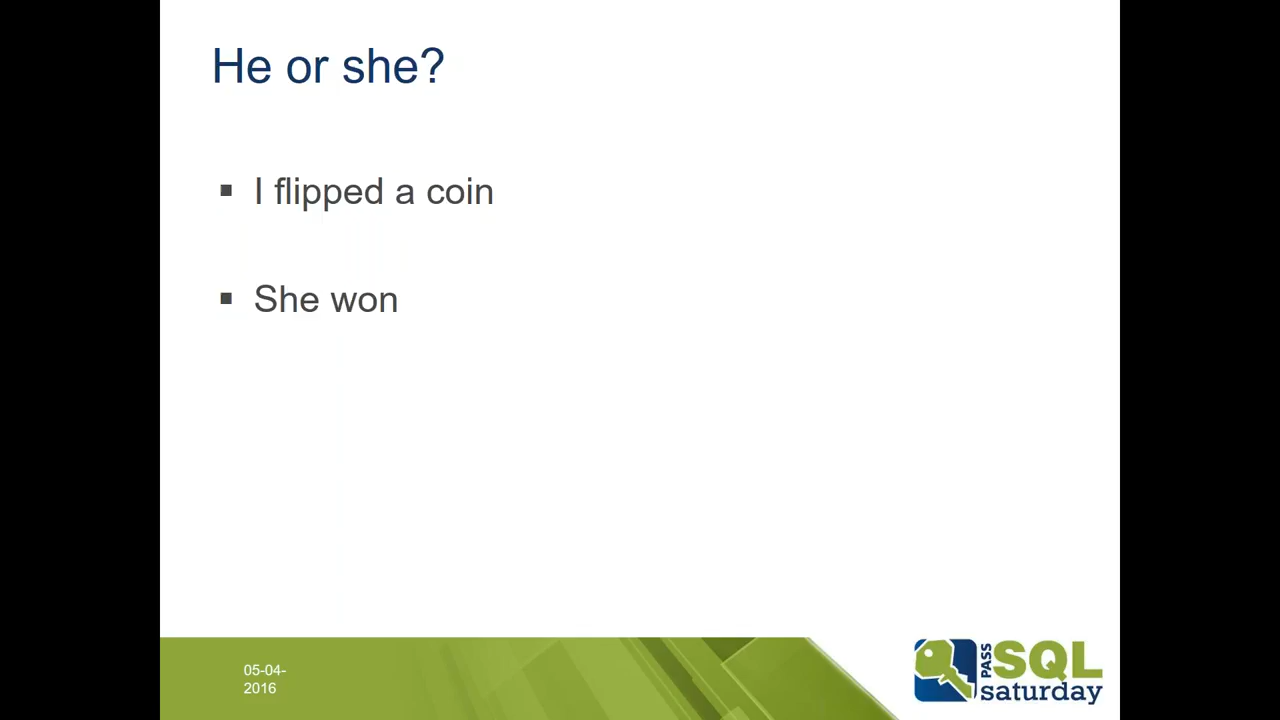 He or she?
I flipped a coin
She won
05-04-
2016
PASS
SQL
saturday